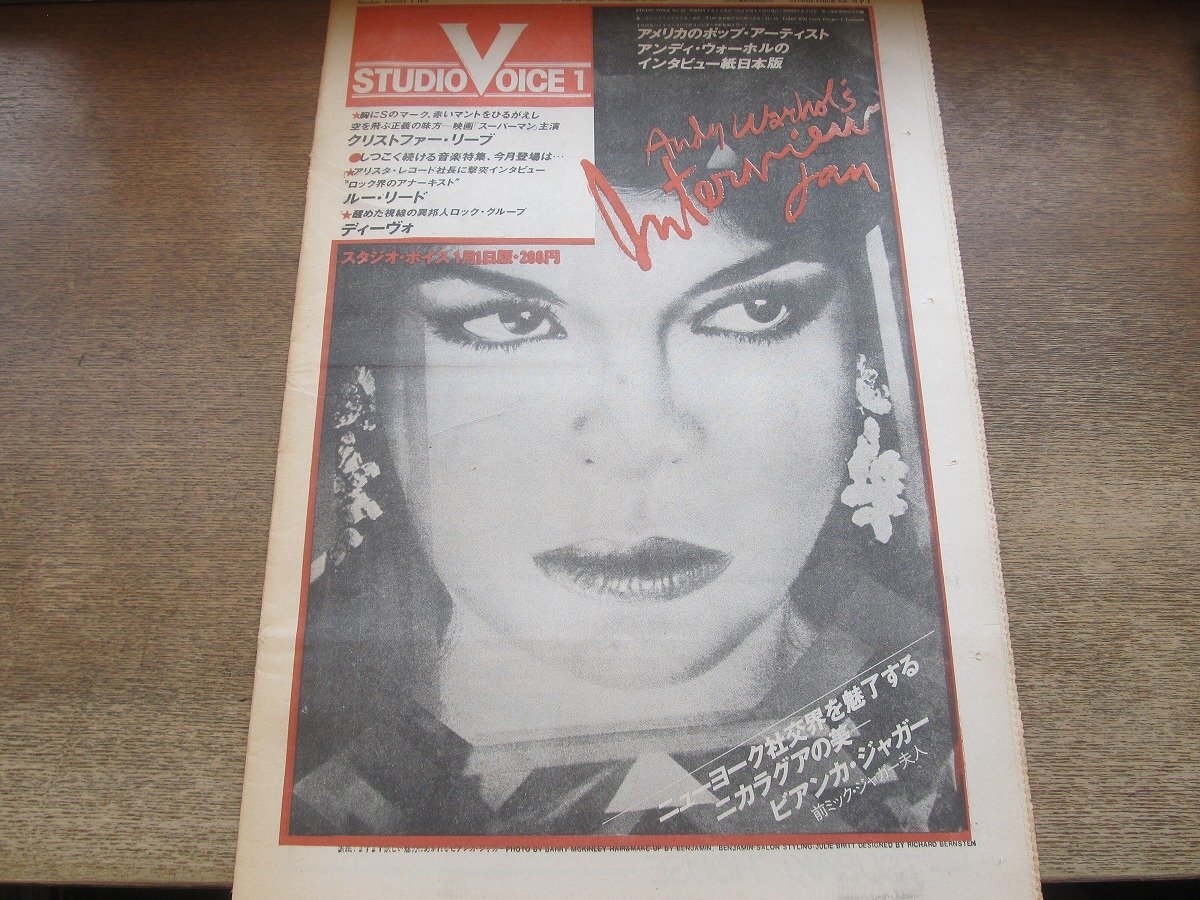 Monday, January 1
STUDIO VOICE 1
アメリカのポップ・アーティスト
アンディ・ウォーホルの
インタビュー紙日本版
Andy Warhol's
Interview
Jan
★胸にSのマーク、赤いマントをひるがえし
空を飛ぶ正義の味方―映画「スーパーマン」主演
クリストファー・リーブ
●しつこく続ける音楽特集、今月登場は…
★アリスタ・レコード社長に撃突インタビュー
"ロック界のアナーキスト"
ルー・リード
★醒めた視線の異邦人ロック・グループ
ディーヴォ
スタジオ・ボイス 1月1日版・200円
ニューヨーク社交界を魅了する
ニカラグアの美
ビアンカ・ジャガー
前ミック・ジャガー夫人
PHOTO BY BARRY McKINLEY HAIR&MAKE-UP BY BENJAMIN. BENJAMIN SALON STYLING-JULIE BRITT DESIGNED BY RICHARD BERNSTEN